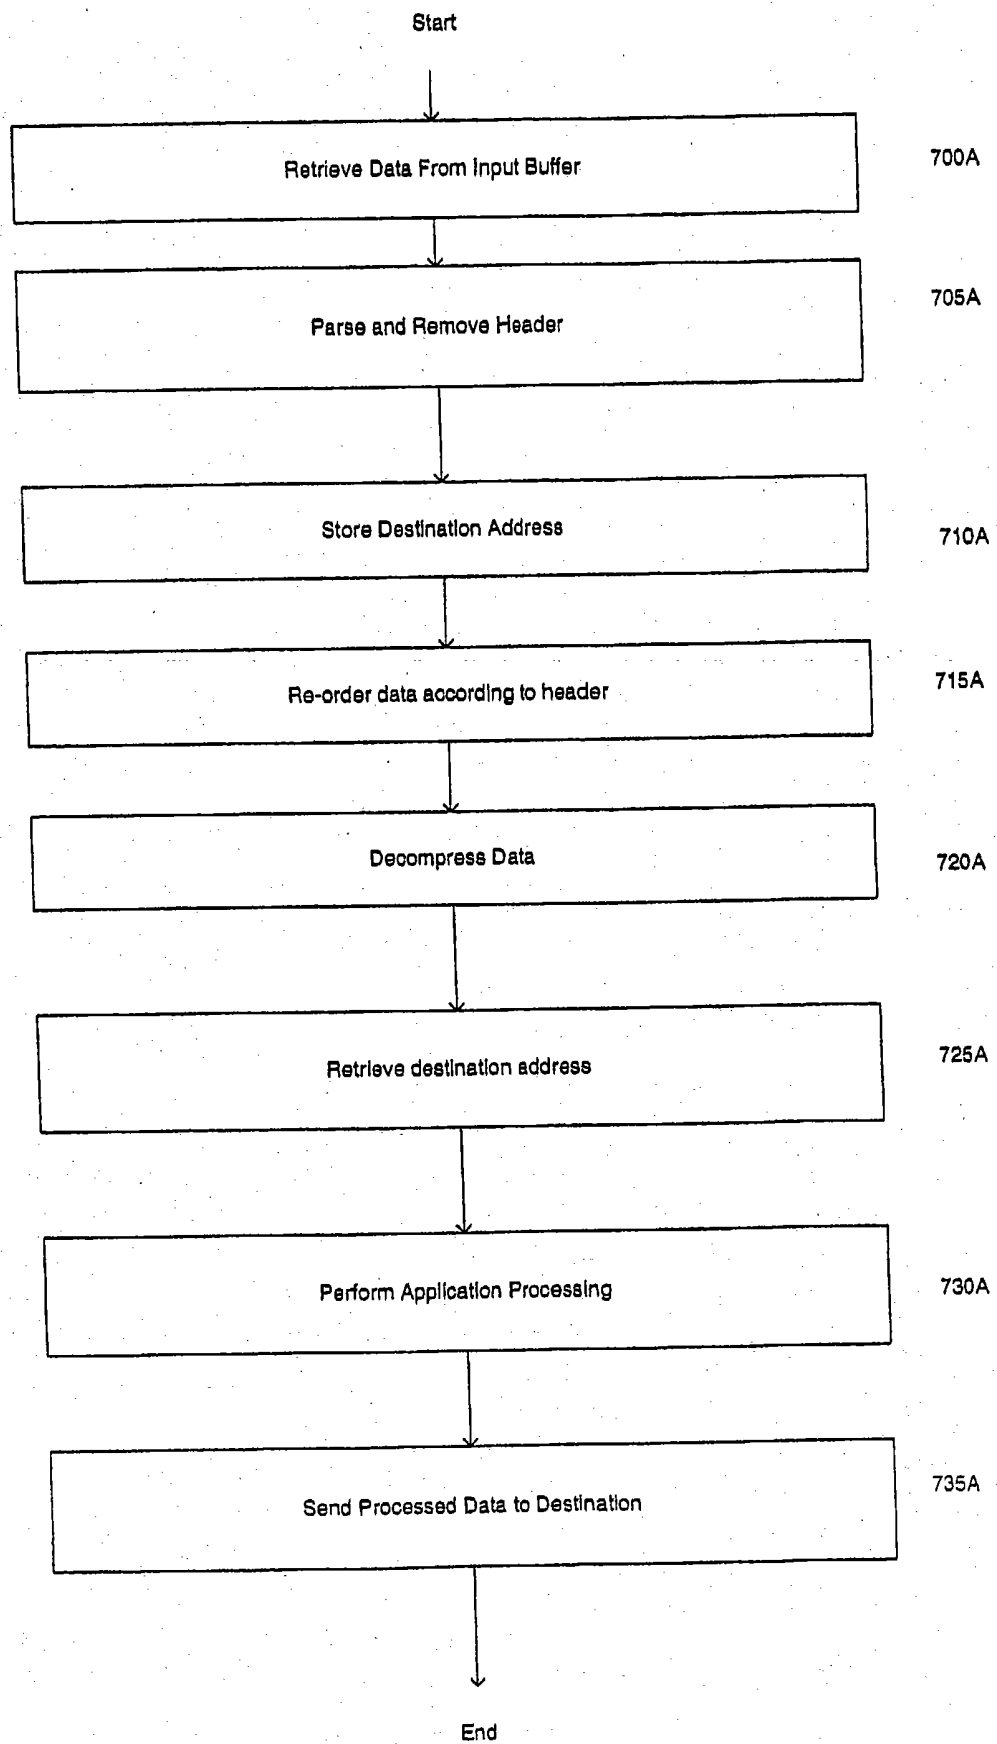 Start
Retrieve Data From Input Buffer
700A
Parse and Remove Header
705A
Store Destination Address
710A
Re-order data according to header
715A
Decompress Data
720A
Retrieve destination address
725A
Perform Application Processing
730A
Send Processed Data to Destination
735A
End